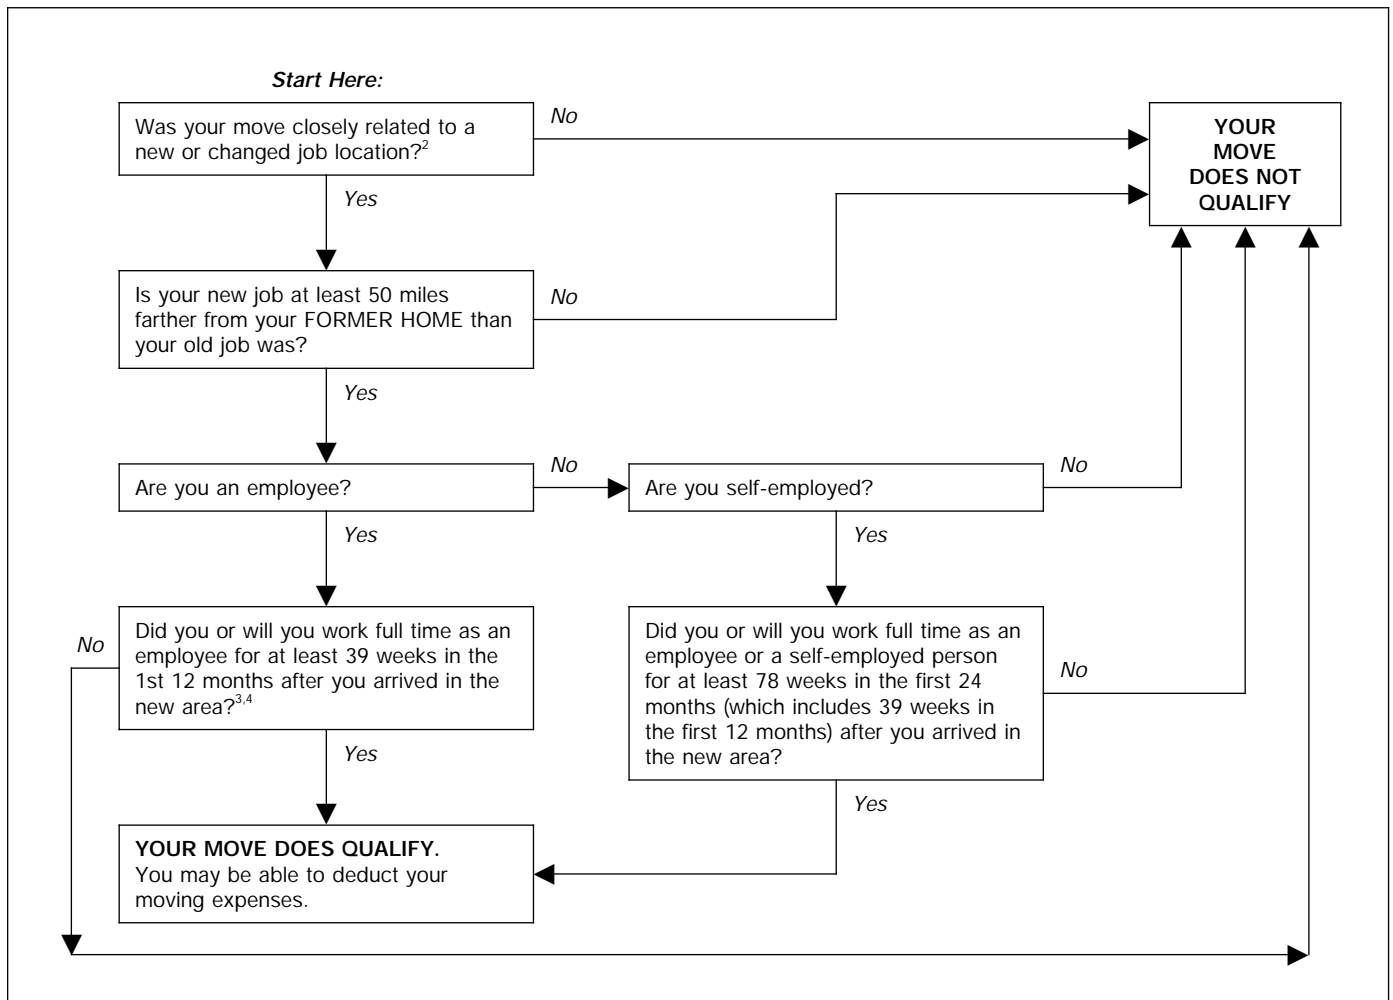 Start Here:
Was your move closely related to a
new or changed job location?2
No
YOUR
MOVE
DOES NOT
QUALIFY
Yes
Is your new job at least 50 miles
farther from your FORMER HOME than
your old job was?
No
Yes
Are you an employee?
No
Are you self-employed?
No
Yes
Yes
No
Did you or will you work full time as an
employee for at least 39 weeks in the
1st 12 months after you arrived in the
new area?3,4
Did you or will you work full time as an
employee or a self-employed person
for at least 78 weeks in the first 24
months (which includes 39 weeks in
the first 12 months) after you arrived in
the new area?
No
Yes
Yes
YOUR MOVE DOES QUALIFY.
You may be able to deduct your
moving expenses.